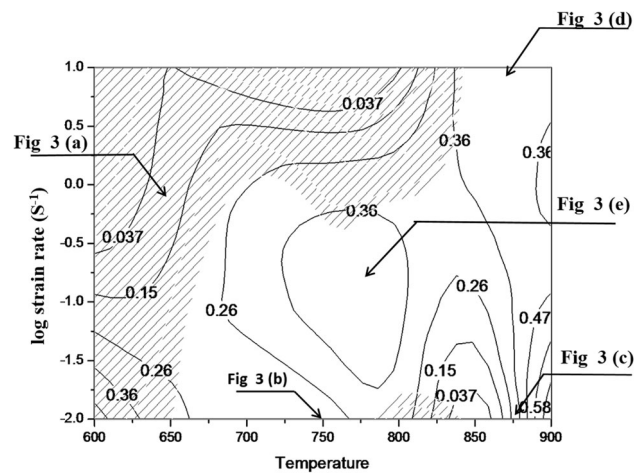 Fig 3 (d)
1.0
0.037
0.5
Fig 3 (a)
0.36
0.36
0.0
0.36
Fig 3 (e)
0.037
log strain rate (S-1)
-0.5
0.15
0.26
0.26
-1.0
0.47
-1.5
0.26
0.15
Fig 3 (c)
0.36
Fig 3 (b)
0.037
0.58
-2.0
600 650 700 750 800 850 900
Temperature